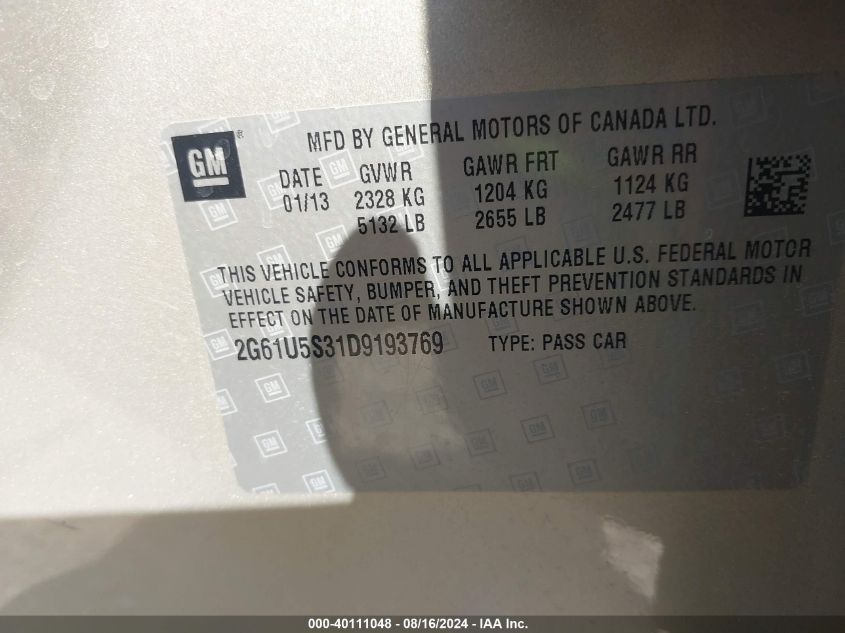 GM ®
MFD BY GENERAL MOTORS OF CANADA LTD.
DATE GVWR GAWR FRT GAWR RR
01/13 2328 KG 1204 KG 1124 KG
5132 LB 2655 LB 2477 LB
THIS VEHICLE CONFORMS TO ALL APPLICABLE U.S. FEDERAL MOTOR
VEHICLE SAFETY, BUMPER, AND THEFT PREVENTION STANDARDS IN
EFFECT ON THE DATE OF MANUFACTURE SHOWN ABOVE.
2G61U5S31D9193769 TYPE: PASS CAR
000-40111048 - 08/16/2024 - IAA Inc.